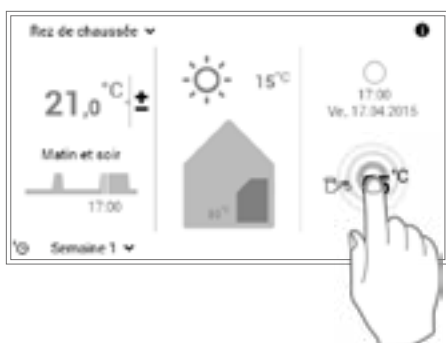 Rez de chaussée
21,0 °C ±
15°C
17:00
Ve, 17.04.2015
Matin et soir
17:00
°C
Semaine 1